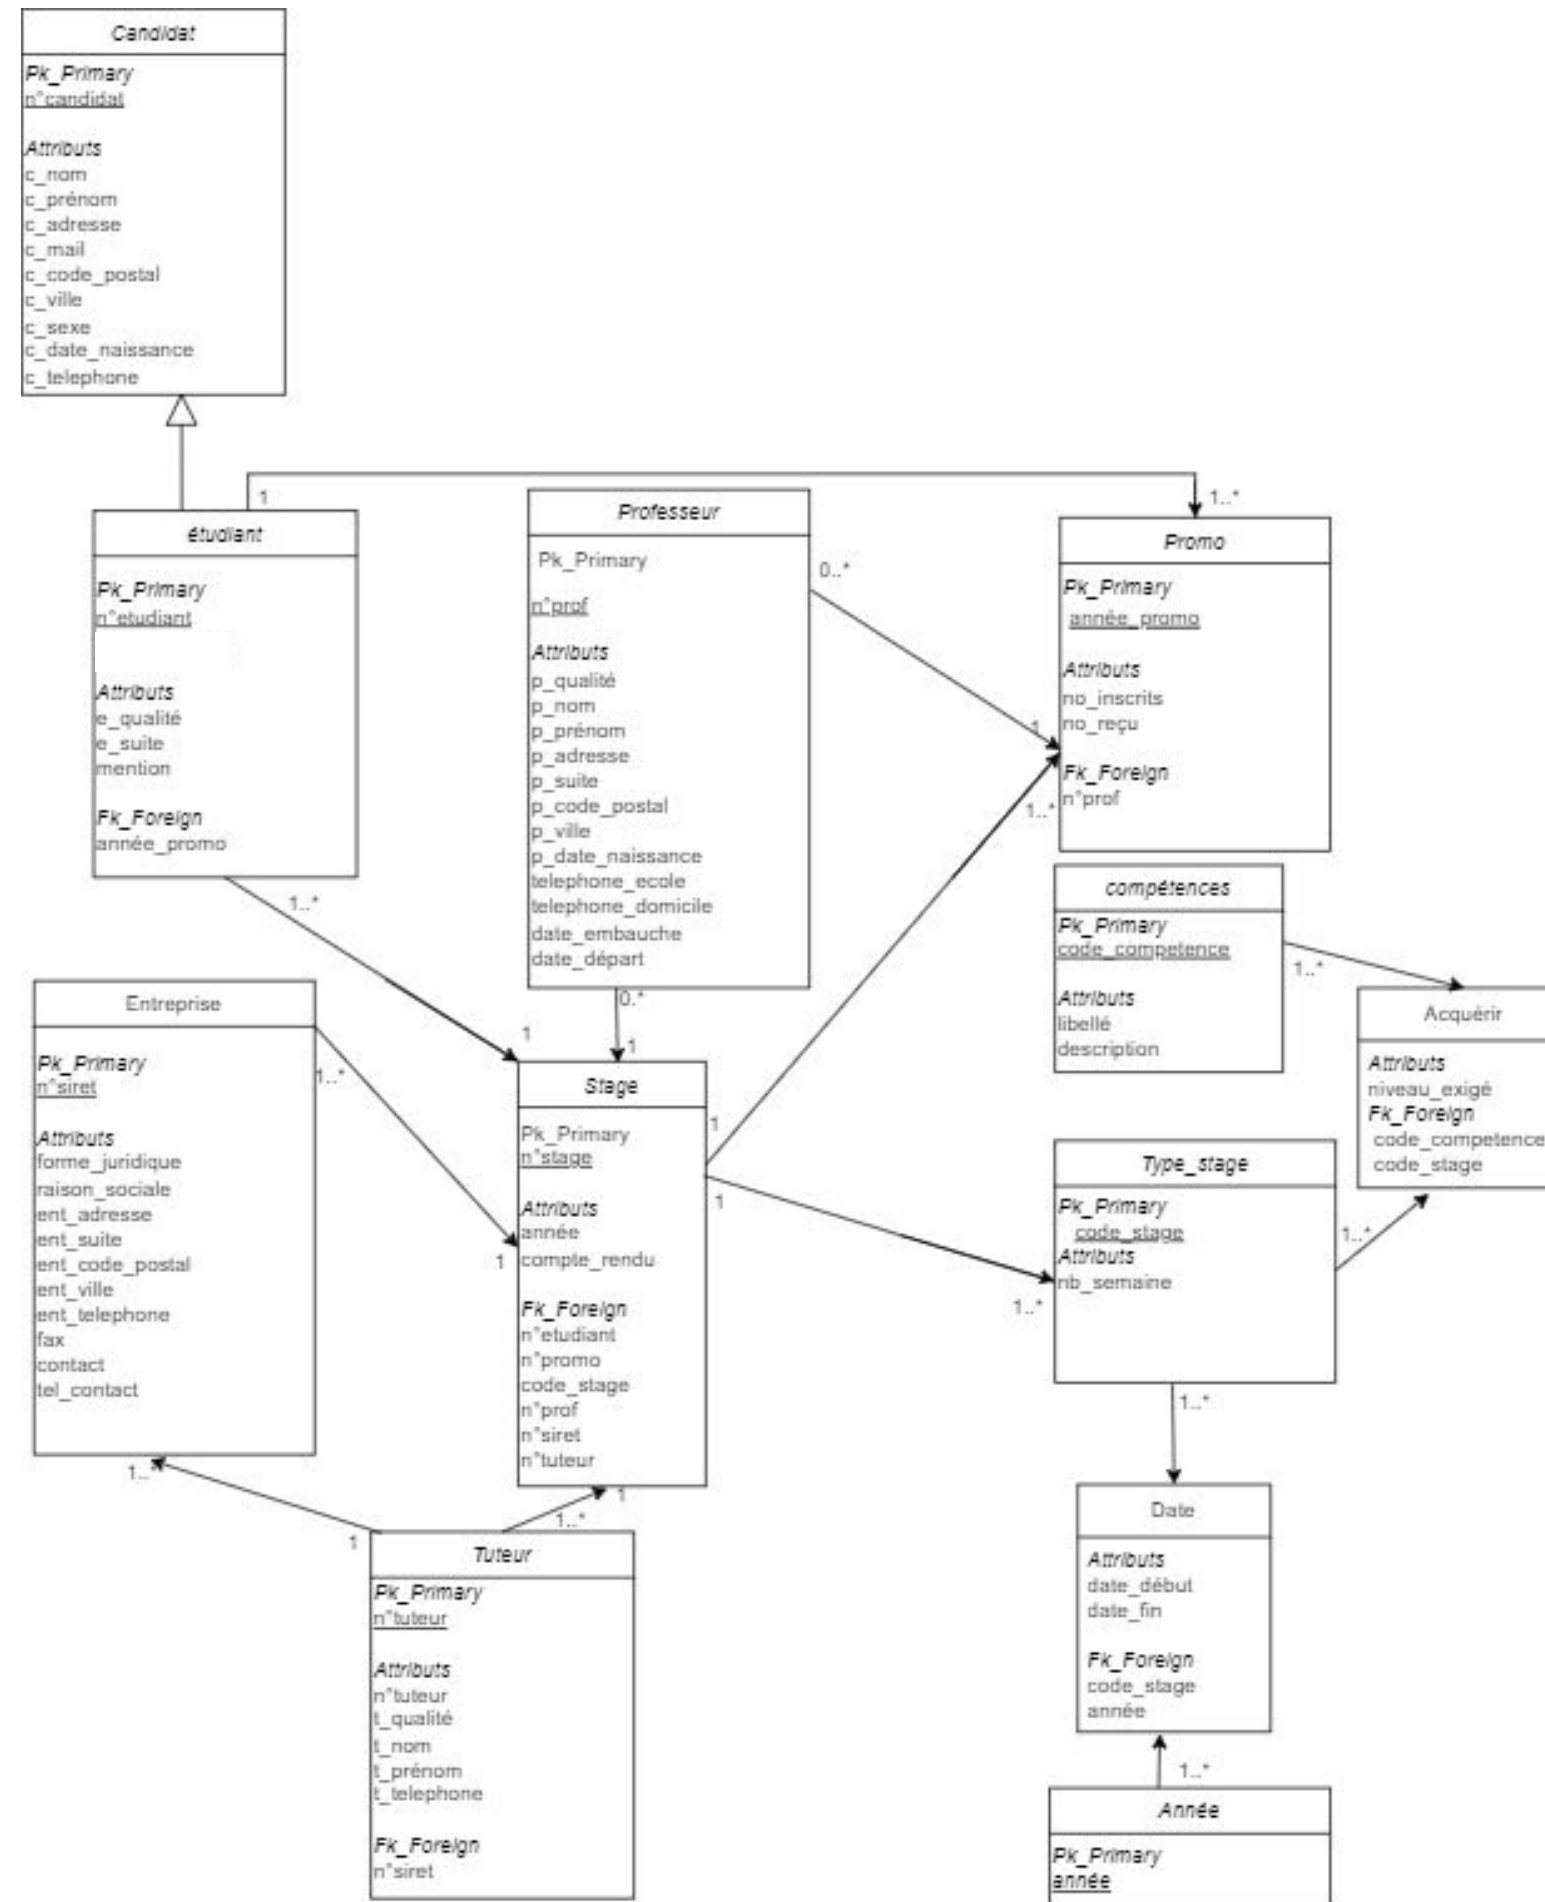 Candidat
Pk_Primary
n°candidat
Attributs
c_nom
c_prénom
c_adresse
c_mail
c_code_postal
c_ville
c_sexe
c_date_naissance
c_telephone
1
1..*
étudiant
Pk_Primary
n°etudiant
Attributs
e_qualité
e_suite
mention
Fk_Foreign
année_promo
1..*
1
Professeur
Pk_Primary
n°prof
Attributs
p_qualité
p_nom
p_prénom
p_adresse
p_suite
p_code_postal
p_ville
p_date_naissance
telephone_ecole
telephone_domicile
date_embauche
date_départ
0..*
1
0.*
1
Promo
Pk_Primary
année_promo
Attributs
no_inscrits
no_reçu
Fk_Foreign
n°prof
1..*
compétences
Pk_Primary
code_competence
Attributs
libellé
description
1..*
Acquérir
Attributs
niveau_exigé
Fk_Foreign
code_competence
code_stage
Entreprise
Pk_Primary
n°siret
Attributs
forme_juridique
raison_sociale
ent_adresse
ent_suite
ent_code_postal
ent_ville
ent_telephone
fax
contact
tel_contact
1..*
1
1..*
1
Stage
Pk_Primary
n°stage
Attributs
année
compte_rendu
Fk_Foreign
n°etudiant
n°promo
code_stage
n°prof
n°siret
n°tuteur
1
1
1..*
1
1..*
Type_stage
Pk_Primary
code_stage
Attributs
nb_semaine
1..*
1..*
Tuteur
Pk_Primary
n°tuteur
Attributs
n°tuteur
t_qualité
t_nom
t_prénom
t_telephone
Fk_Foreign
n°siret
Date
Attributs
date_début
date_fin
Fk_Foreign
code_stage
année
1..*
Année
Pk_Primary
année